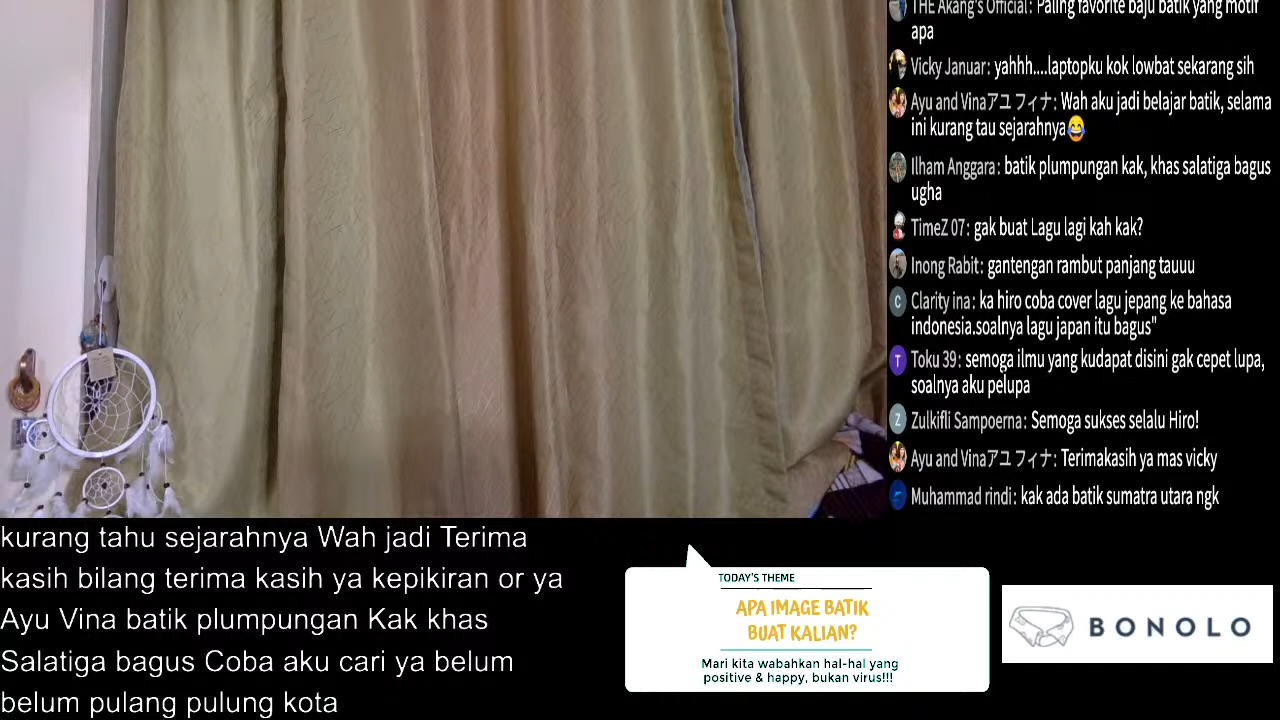 THE Akang's Official: Paling favorite baju batik yang motif
apa
Vicky Januar: yahhh....laptopku kok lowbat sekarang sih
Ayu and Vinaアユ フィナ: Wah aku jadi belajar batik, selama
ini kurang tau sejarahnya😂
Ilham Anggara: batik plumpungan kak, khas salatiga bagus
ugha
TimeZ 07: gak buat Lagu lagi kah kak?
Inong Rabit: gantengan rambut panjang tauuu
C Clarity ina: ka hiro coba cover lagu jepang ke bahasa
indonesia.soalnya lagu japan itu bagus"
T Toku 39: semoga ilmu yang kudapat disini gak cepet lupa,
soalnya aku pelupa
Z Zulkifli Sampoerna: Semoga sukses selalu Hiro!
Ayu and Vinaアユ フィナ: Terimakasih ya mas vicky
Muhammad rindi: kak ada batik sumatra utara ngk
kurang tahu sejarahnya Wah jadi Terima
kasih bilang terima kasih ya kepikiran or ya
Ayu Vina batik plumpungan Kak khas
Salatiga bagus Coba aku cari ya belum
belum pulang pulung kota
TODAY'S THEME
APA IMAGE BATIK
BUAT KALIAN?
Mari kita wabahkan hal-hal yang
positive & happy, bukan virus!!!
BONOLO